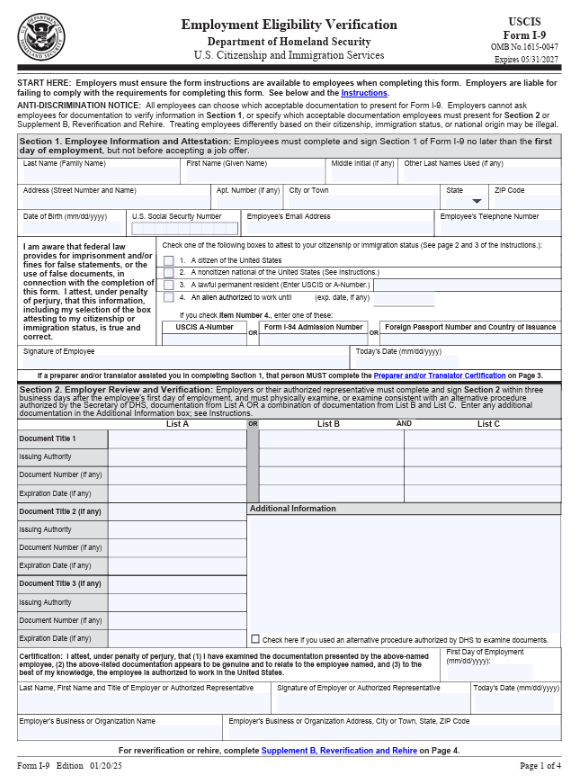 Employment Eligibility Verification
Department of Homeland Security
U.S. Citizenship and Immigration Services
USCIS
Form I-9
OMB No.1615-0047
Expires 05/31/2027
START HERE: Employers must ensure the form instructions are available to employees when completing this form. Employers are liable for
failing to comply with the requirements for completing this form. See below and the Instructions.
ANTI-DISCRIMINATION NOTICE: All employees can choose which acceptable documentation to present for Form I-9. Employers cannot ask
employees for documentation to verify information in Section 1, or specify which acceptable documentation employees must present for Section 2 or
Supplement B, Reverification and Rehire. Treating employees differently based on their citizenship, immigration status, or national origin may be illegal.
Section 1. Employee Information and Attestation: Employees must complete and sign Section 1 of Form I-9 no later than the first
day of employment, but not before accepting a job offer.
Last Name (Family Name) First Name (Given Name) Middle Initial (if any) Other Last Names Used (if any)
Address (Street Number and Name) Apt. Number (if any) City or Town State ZIP Code
Date of Birth (mm/dd/yyyy) U.S. Social Security Number Employee's Email Address Employee's Telephone Number
I am aware that federal law
provides for imprisonment and/or
fines for false statements, or the
use of false documents, in
connection with the completion of
this form. I attest, under penalty
of perjury, that this information,
including my selection of the box
attesting to my citizenship or
immigration status, is true and
correct.
Check one of the following boxes to attest to your citizenship or immigration status (See page 2 and 3 of the instructions.):
1. A citizen of the United States
2. A noncitizen national of the United States (See Instructions.)
3. A lawful permanent resident (Enter USCIS or A-Number.)
4. An alien authorized to work until (exp. date, if any)
If you check Item Number 4., enter one of these:
USCIS A-Number OR Form I-94 Admission Number OR Foreign Passport Number and Country of Issuance
Signature of Employee Today's Date (mm/dd/yyyy)
If a preparer and/or translator assisted you in completing Section 1, that person MUST complete the Preparer and/or Translator Certification on Page 3.
Section 2. Employer Review and Verification: Employers or their authorized representative must complete and sign Section 2 within three
business days after the employee's first day of employment, and must physically examine, or examine consistent with an alternative procedure
authorized by the Secretary of DHS, documentation from List A OR a combination of documentation from List B and List C. Enter any additional
documentation in the Additional Information box; see Instructions.
List A OR List B AND List C
Document Title 1
Issuing Authority
Document Number (if any)
Expiration Date (if any)
Document Title 2 (if any) Additional Information
Issuing Authority
Document Number (if any)
Expiration Date (if any)
Document Title 3 (if any)
Issuing Authority
Document Number (if any)
Expiration Date (if any) Check here if you used an alternative procedure authorized by DHS to examine documents.
Certification: I attest, under penalty of perjury, that (1) I have examined the documentation presented by the above-named
employee, (2) the above-listed documentation appears to be genuine and to relate to the employee named, and (3) to the
best of my knowledge, the employee is authorized to work in the United States.
First Day of Employment
(mm/dd/yyyy):
Last Name, First Name and Title of Employer or Authorized Representative Signature of Employer or Authorized Representative Today's Date (mm/dd/yyyy)
Employer's Business or Organization Name Employer's Business or Organization Address, City or Town, State, ZIP Code
For reverification or rehire, complete Supplement B, Reverification and Rehire on Page 4.
Form I-9 Edition 01/20/25 Page 1 of 4